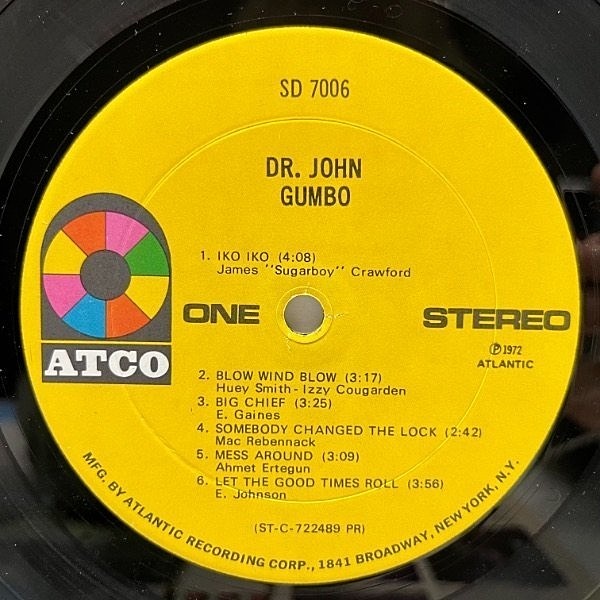 SD 7006
DR. JOHN
GUMBO
1. IKO IKO (4:08)
James "Sugarboy" Crawford
ATCO
ONE
STEREO
Ⓟ1972
ATLANTIC
2. BLOW WIND BLOW (3:17)
Huey Smith - Izzy Cougarden
3. BIG CHIEF (3:25)
E. Gaines
4. SOMEBODY CHANGED THE LOCK (2:42)
Mac Rebennack
5. MESS AROUND (3:09)
Ahmet Ertegun
6. LET THE GOOD TIMES ROLL (3:56)
E. Johnson
(ST-C-722489 PR)
MFG. BY ATLANTIC RECORDING CORP., 1841 BROADWAY, NEW YORK, N.Y.